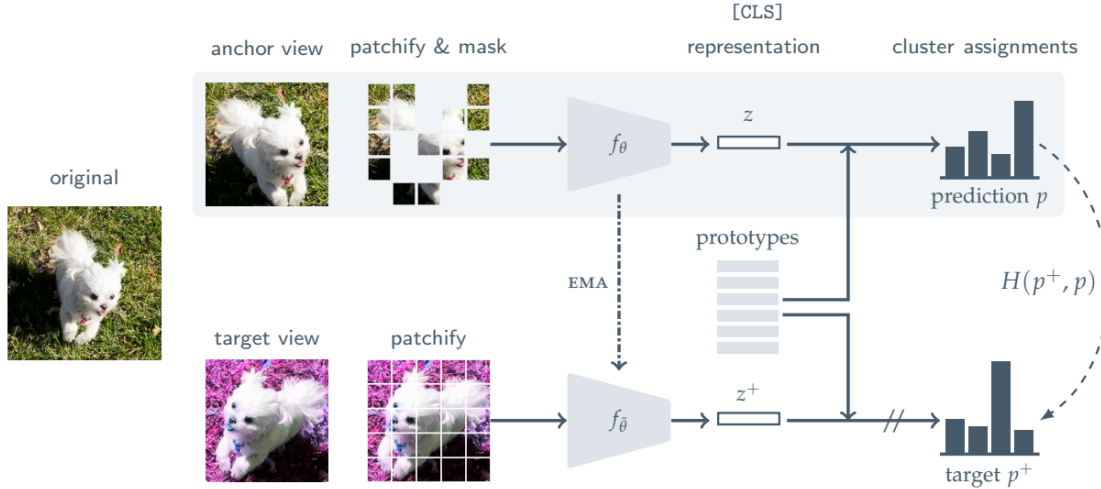 [CLS]
anchor view
patchify & mask
representation
cluster assignments
z
f_θ
original
prediction p
prototypes
EMA
H(p⁺, p)
target view
patchify
z⁺
f_θ̄
//
target p⁺